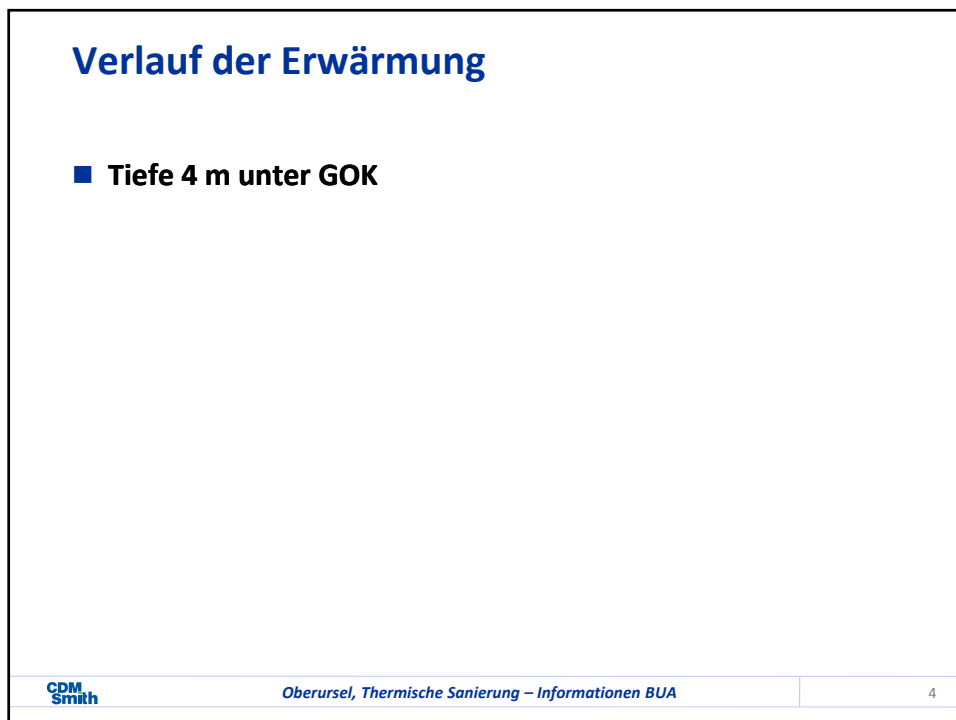 Verlauf der Erwärmung
Tiefe 4 m unter GOK
CDM
Smith
Oberursel, Thermische Sanierung – Informationen BUA
4